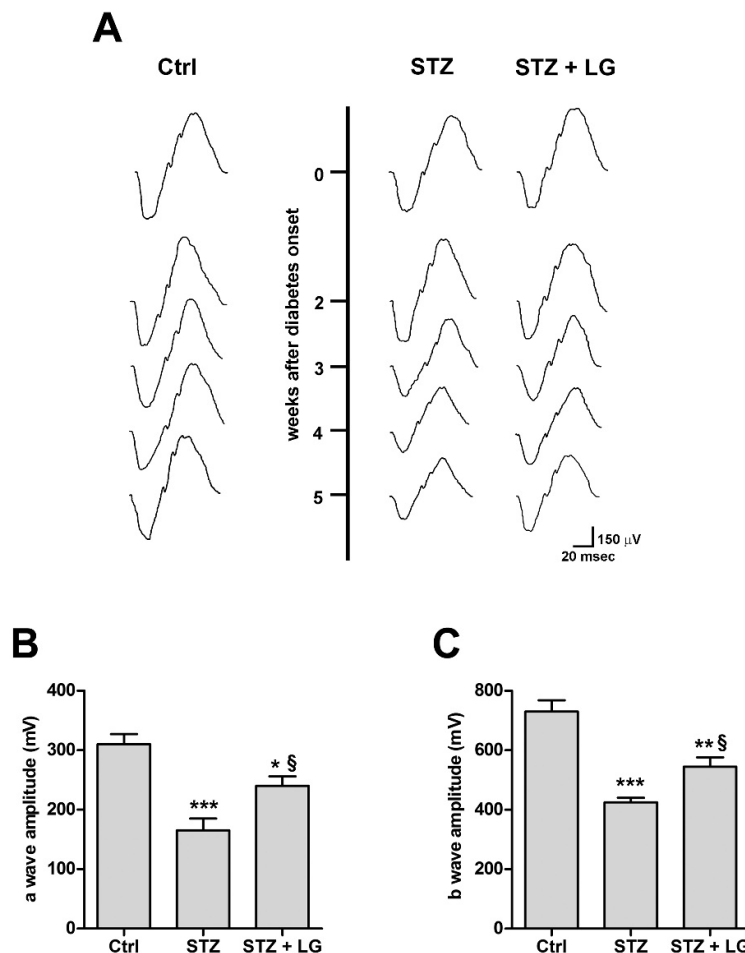 A
Ctrl STZ STZ + LG
weeks after diabetes onset
0
2
3
4
5
150 µV
20 msec
B
a wave amplitude (mV)
400
300
200
100
0
***
* §
Ctrl STZ STZ + LG
C
b wave amplitude (mV)
800
600
400
200
0
***
** §
Ctrl STZ STZ + LG